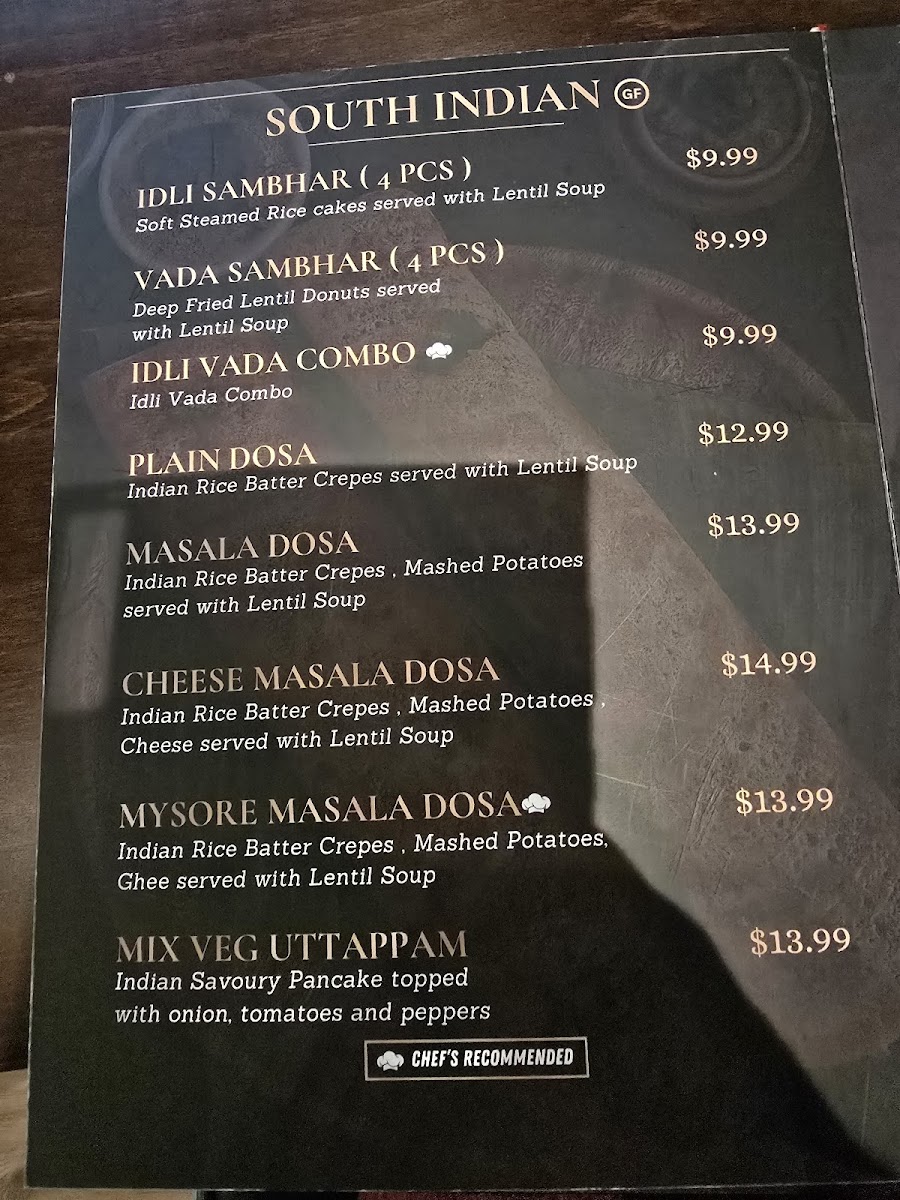 SOUTH INDIAN GF
IDLI SAMBHAR ( 4 PCS ) $9.99
Soft Steamed Rice cakes served with Lentil Soup
VADA SAMBHAR ( 4 PCS ) $9.99
Deep Fried Lentil Donuts served
with Lentil Soup
IDLI VADA COMBO $9.99
Idli Vada Combo
PLAIN DOSA $12.99
Indian Rice Batter Crepes served with Lentil Soup
MASALA DOSA $13.99
Indian Rice Batter Crepes , Mashed Potatoes
served with Lentil Soup
CHEESE MASALA DOSA $14.99
Indian Rice Batter Crepes , Mashed Potatoes ,
Cheese served with Lentil Soup
MYSORE MASALA DOSA $13.99
Indian Rice Batter Crepes , Mashed Potatoes,
Ghee served with Lentil Soup
MIX VEG UTTAPPAM $13.99
Indian Savoury Pancake topped
with onion, tomatoes and peppers
CHEF'S RECOMMENDED